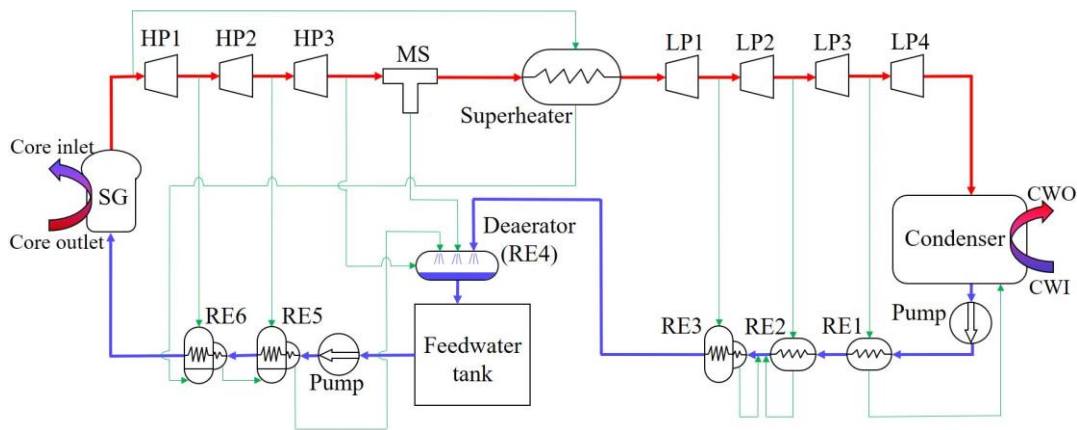 HP1
HP2
HP3
MS
LP1
LP2
LP3
LP4
Superheater
Core inlet
SG
Core outlet
CWO
Condenser
CWI
Deaerator
(RE4)
Pump
RE6
RE5
RE3
RE2
RE1
Feedwater
tank
Pump